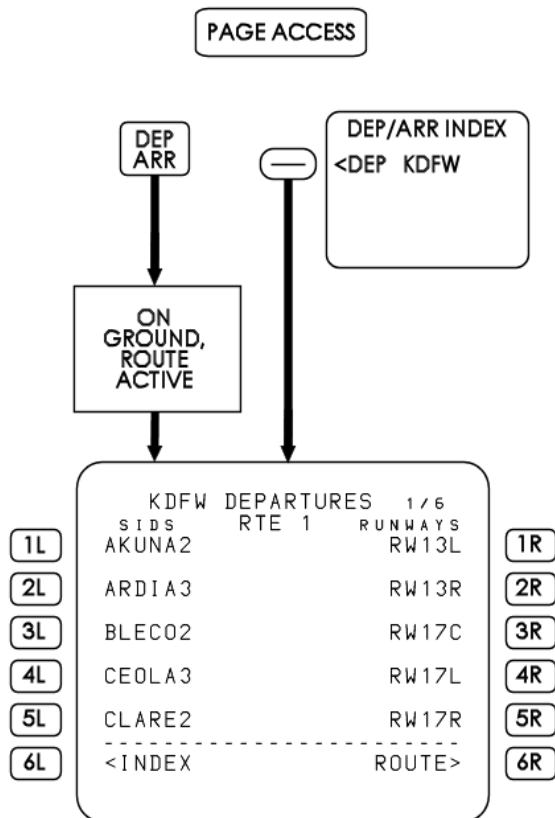 PAGE ACCESS
DEP
ARR
DEP/ARR INDEX
<DEP KDFW
ON
GROUND,
ROUTE
ACTIVE
KDFW DEPARTURES 1/6
SIDS RTE 1 RUNWAYS
1L AKUNA2 RW13L 1R
2L ARDIA3 RW13R 2R
3L BLECO2 RW17C 3R
4L CEOLA3 RW17L 4R
5L CLARE2 RW17R 5R
------------------------
6L <INDEX ROUTE> 6R